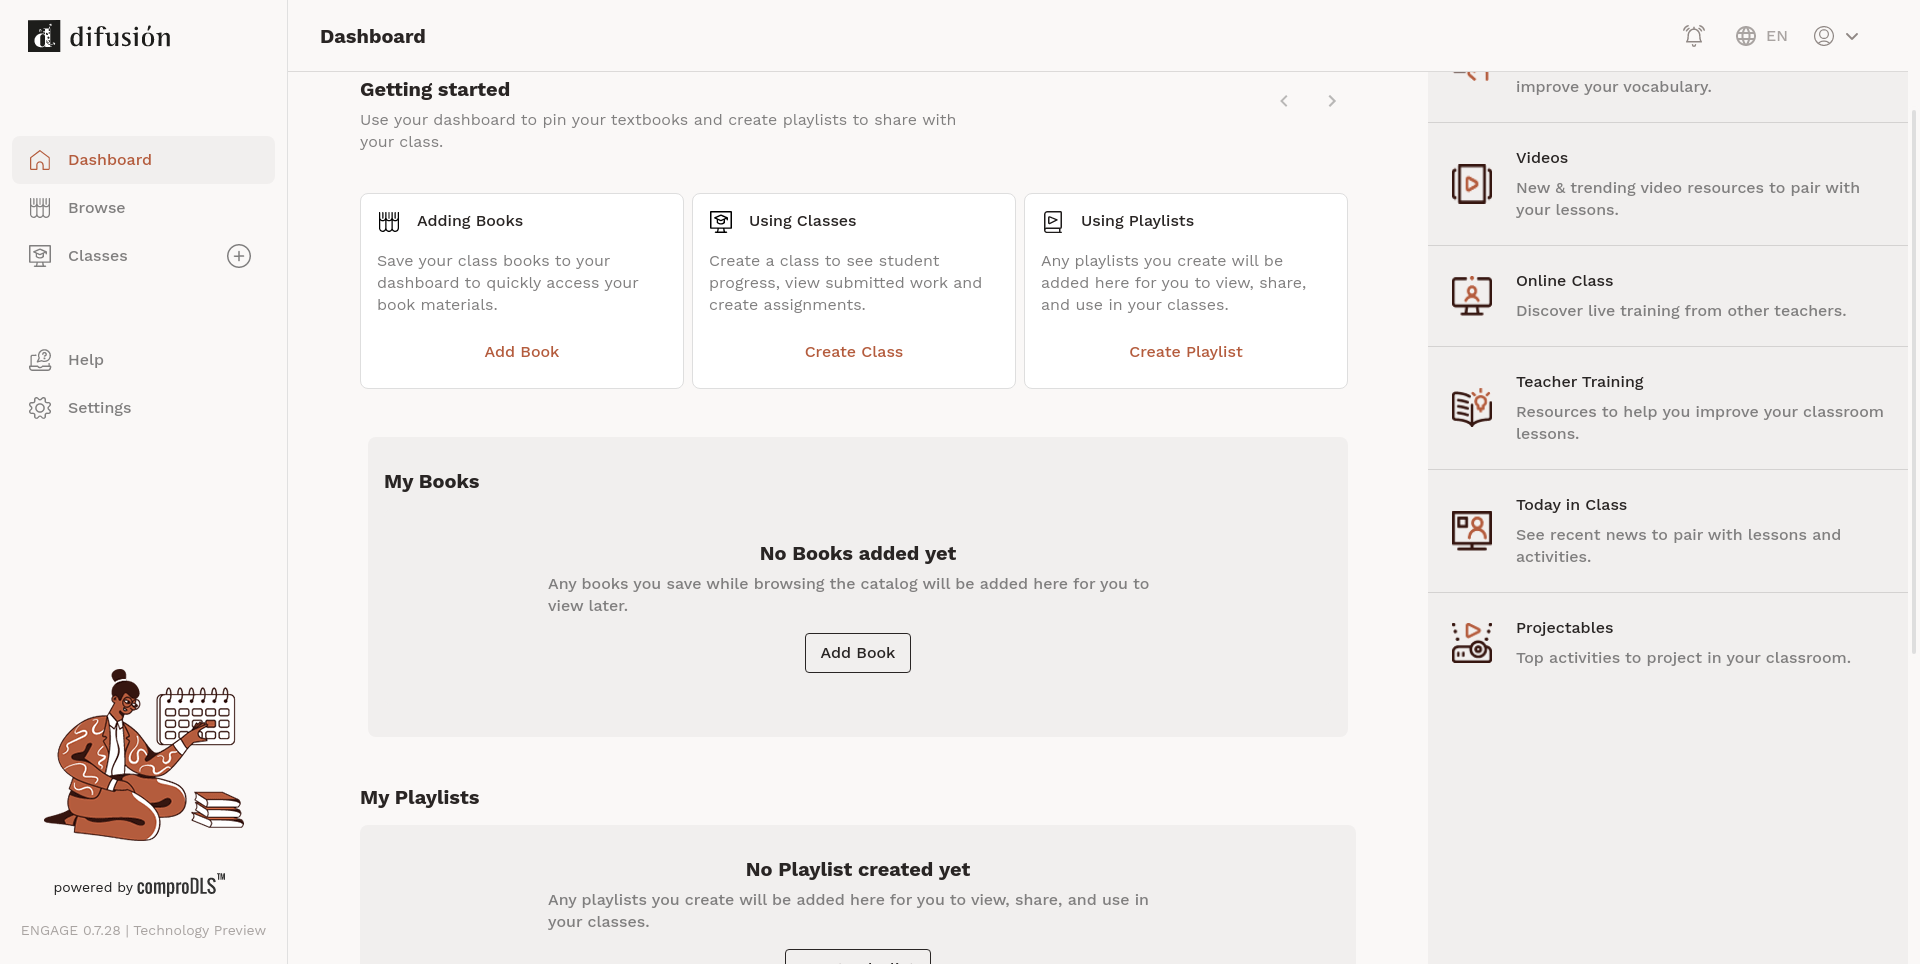 difusión
Dashboard
EN
Dashboard
Browse
Classes
Help
Settings
powered by comproDLS™
ENGAGE 0.7.28 | Technology Preview
Getting started
Use your dashboard to pin your textbooks and create playlists to share with
your class.
Adding Books
Save your class books to your
dashboard to quickly access your
book materials.
Add Book
Using Classes
Create a class to see student
progress, view submitted work and
create assignments.
Create Class
Using Playlists
Any playlists you create will be
added here for you to view, share,
and use in your classes.
Create Playlist
My Books
No Books added yet
Any books you save while browsing the catalog will be added here for you to
view later.
Add Book
My Playlists
No Playlist created yet
Any playlists you create will be added here for you to view, share, and use in
your classes.
improve your vocabulary.
Videos
New & trending video resources to pair with
your lessons.
Online Class
Discover live training from other teachers.
Teacher Training
Resources to help you improve your classroom
lessons.
Today in Class
See recent news to pair with lessons and
activities.
Projectables
Top activities to project in your classroom.